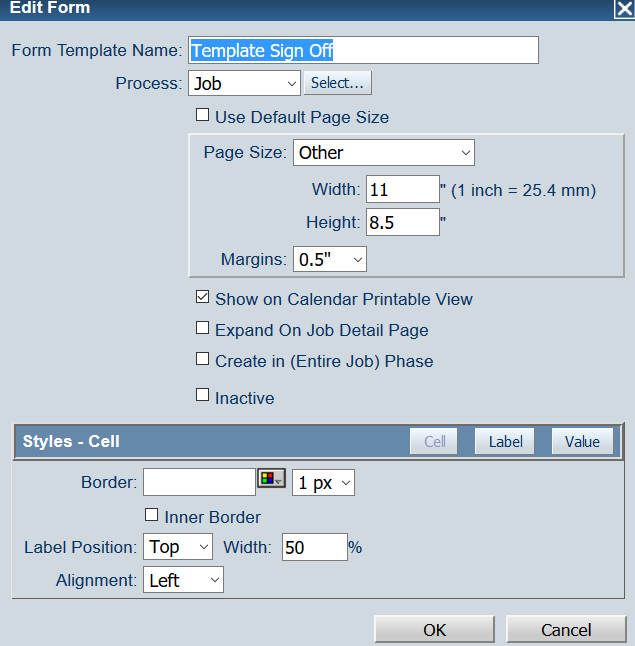 Edit Form
Form Template Name: Template Sign Off
Process: Job Select...
Use Default Page Size
Page Size: Other
Width: 11 " (1 inch = 25.4 mm)
Height: 8.5 "
Margins: 0.5"
Show on Calendar Printable View
Expand On Job Detail Page
Create in (Entire Job) Phase
Inactive
Styles - Cell Cell Label Value
Border: 1 px
Inner Border
Label Position: Top Width: 50 %
Alignment: Left
OK Cancel